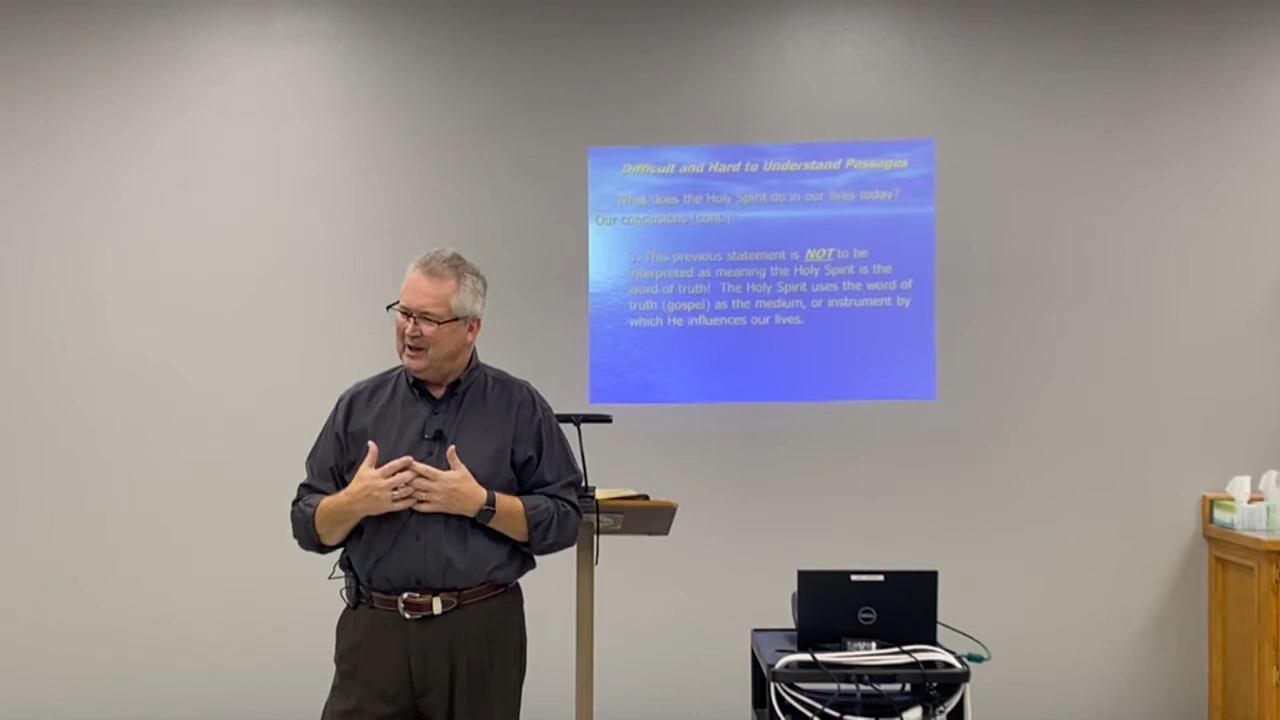 Difficult and Hard to Understand Passages
What does the Holy Spirit do in our lives today?
Our conclusions (cont.):
3. This previous statement is NOT to be
interpreted as meaning the Holy Spirit is the
word of truth! The Holy Spirit uses the word of
truth (gospel) as the medium, or instrument by
which He influences our lives.
DELL